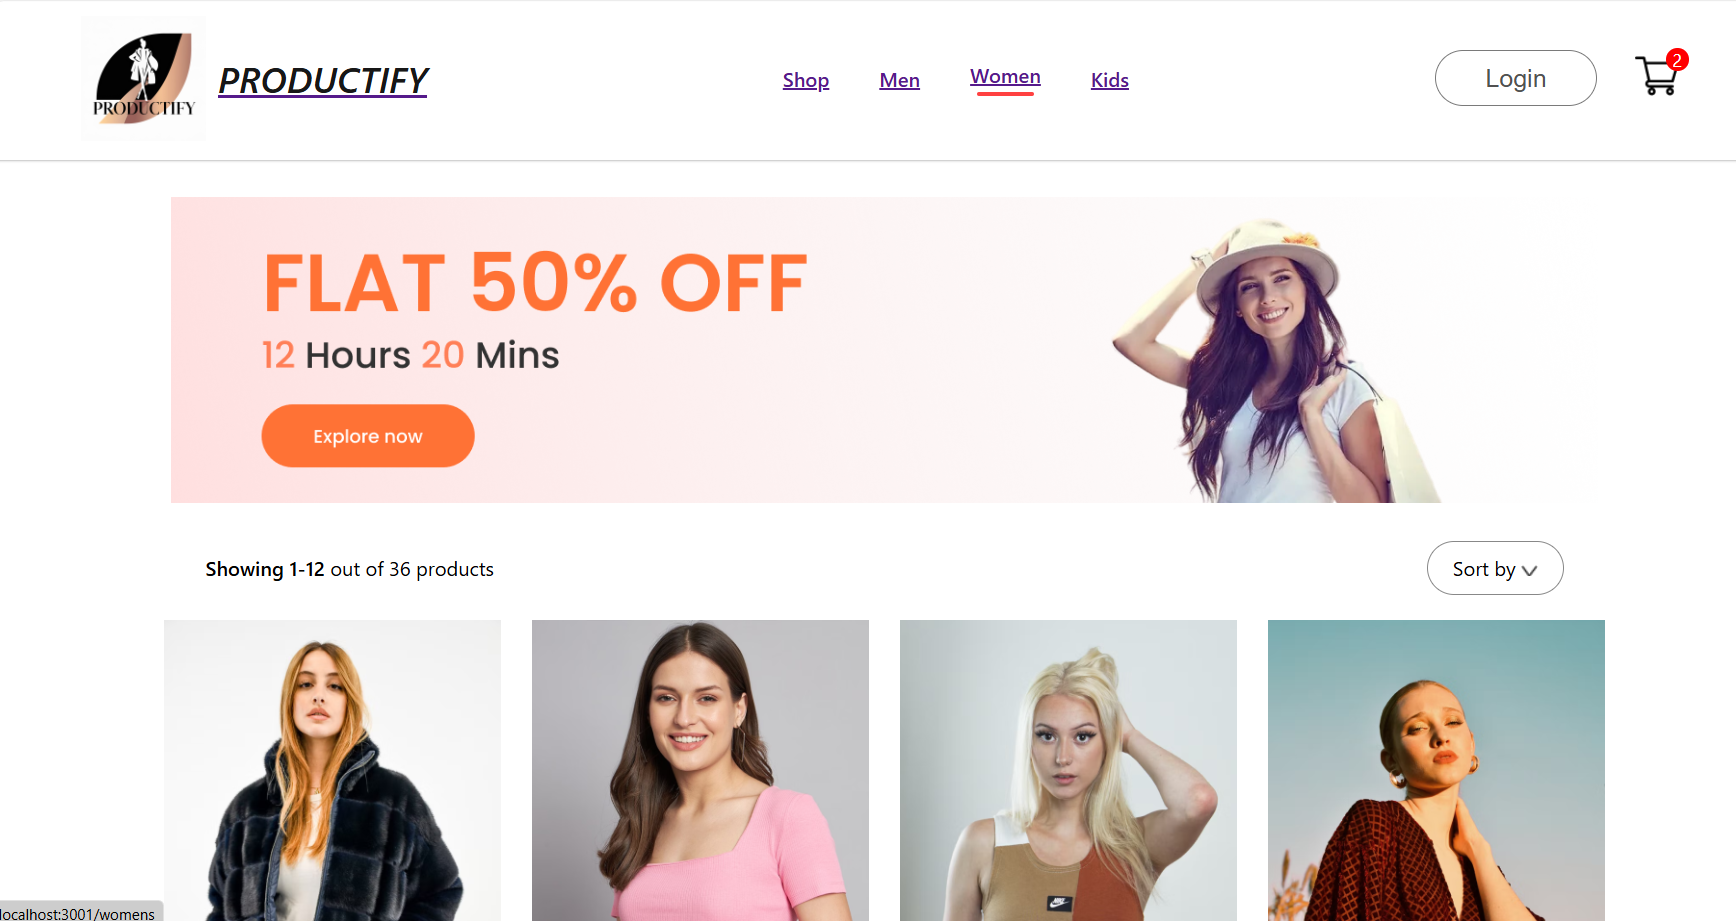 PRODUCTIFY
PRODUCTIFY
Shop
Men
Women
Kids
Login
2
FLAT 50% OFF
12 Hours 20 Mins
Explore now
Showing 1-12 out of 36 products
Sort by
localhost:3001/womens